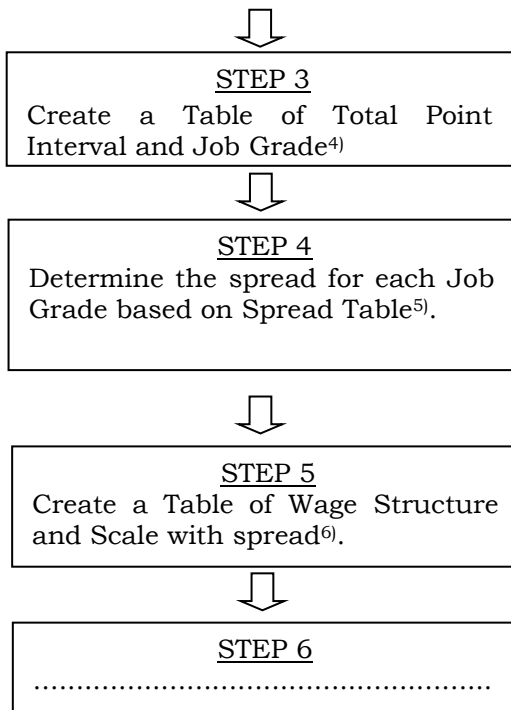 STEP 3
Create a Table of Total Point
Interval and Job Grade4)
STEP 4
Determine the spread for each Job
Grade based on Spread Table5).
STEP 5
Create a Table of Wage Structure
and Scale with spread6).
STEP 6
......................................................